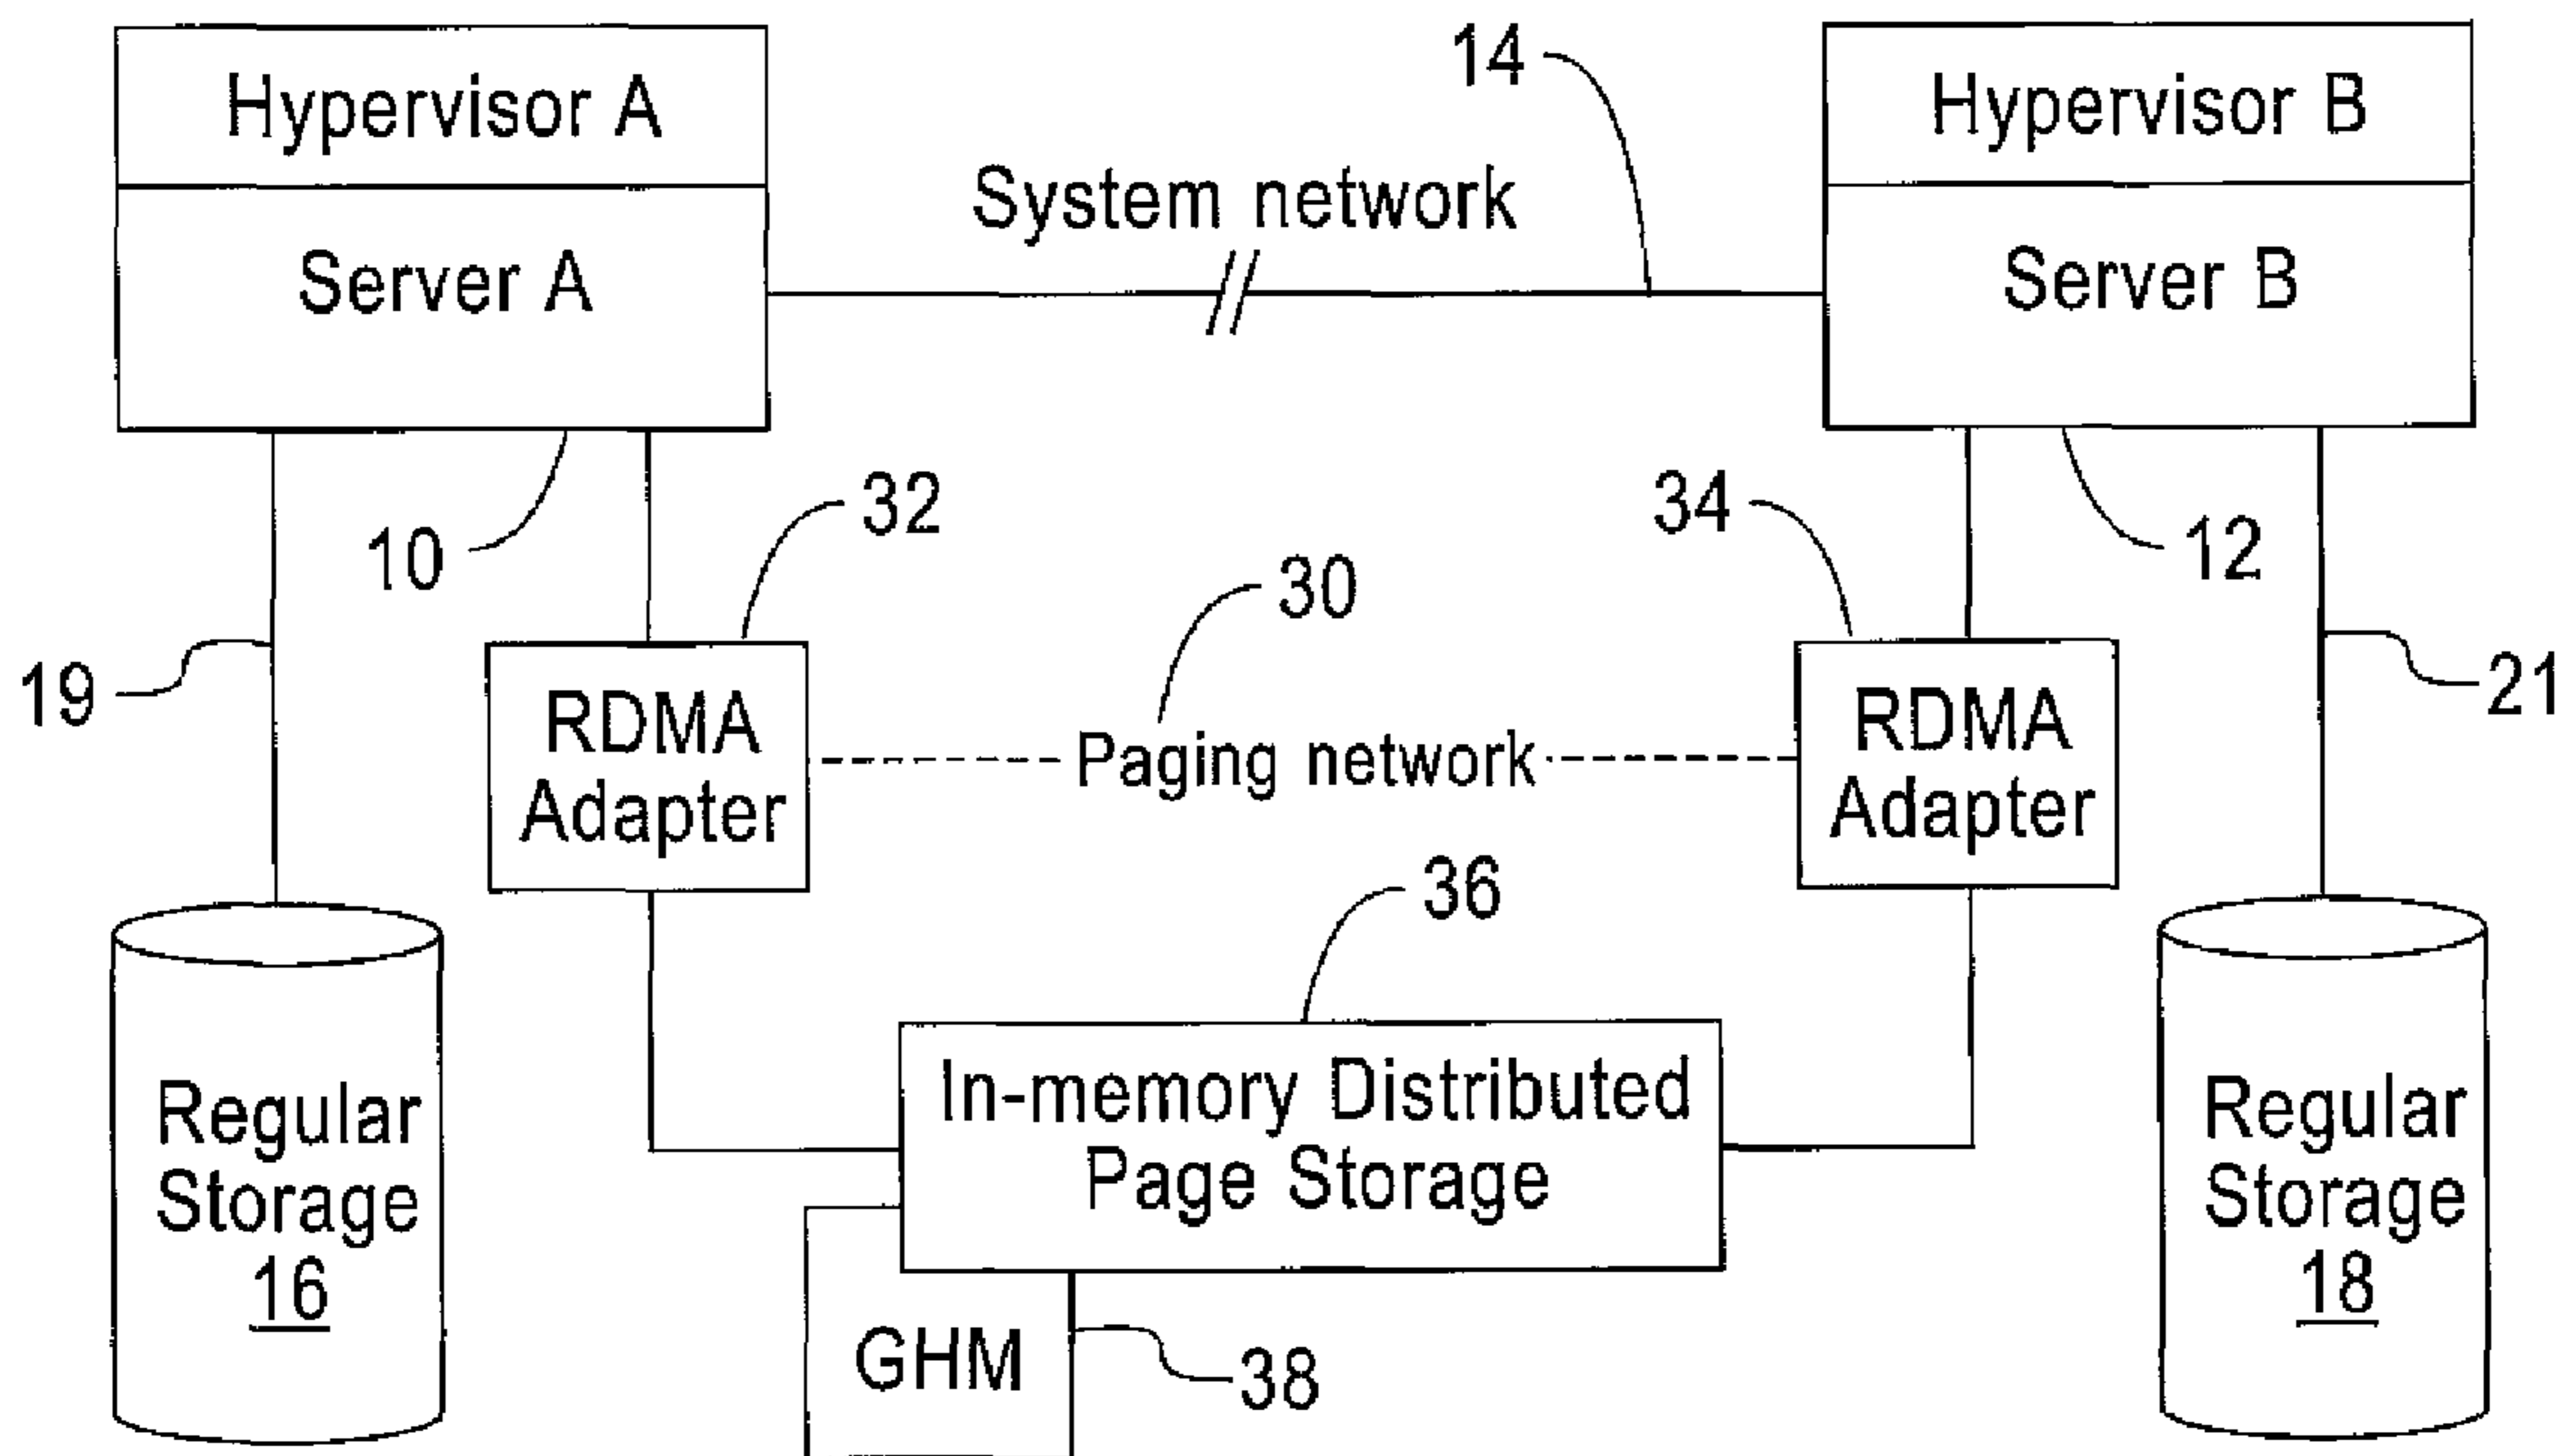 Hypervisor A
Server A
System network
14
Hypervisor B
Server B
10
32
34
12
30
19
21
RDMA
Adapter
Paging network
RDMA
Adapter
36
In-memory Distributed
Page Storage
Regular
Storage
16
Regular
Storage
18
GHM
38